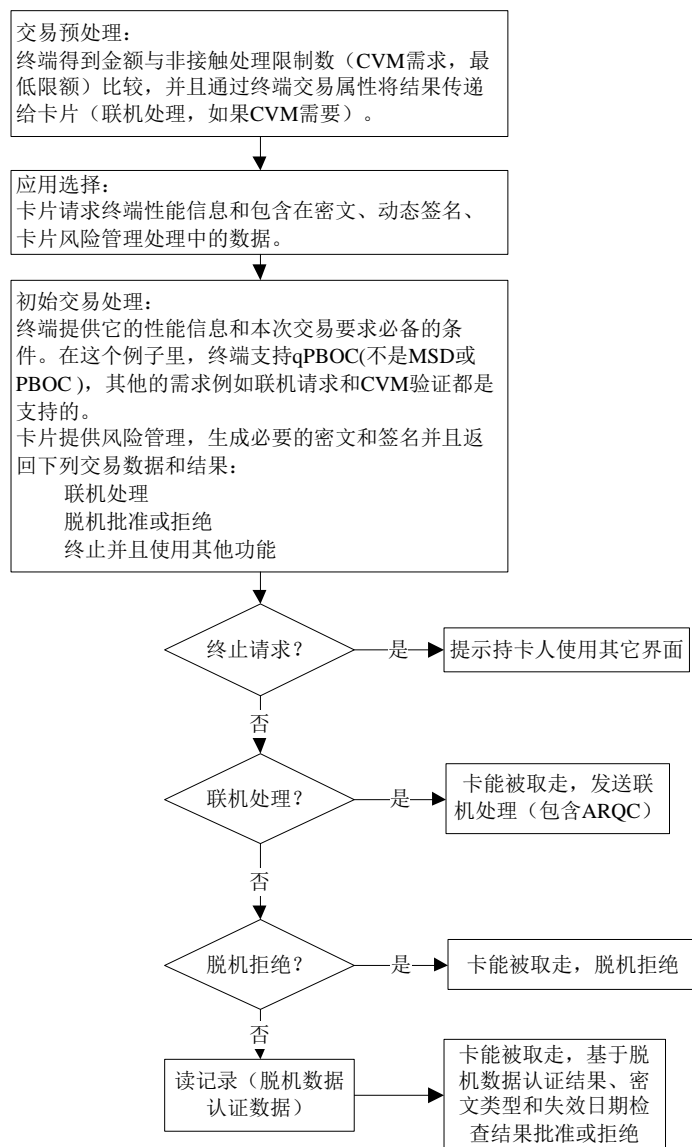 交易预处理：
终端得到金额与非接触处理限制数（CVM需求，最
低限额）比较，并且通过终端交易属性将结果传递
给卡片（联机处理，如果CVM需要）。
应用选择：
卡片请求终端性能信息和包含在密文、动态签名、
卡片风险管理处理中的数据。
初始交易处理：
终端提供它的性能信息和本次交易要求必备的条
件。在这个例子里，终端支持qPBOC(不是MSD或
PBOC )，其他的需求例如联机请求和CVM验证都是
支持的。
卡片提供风险管理，生成必要的密文和签名并且返
回下列交易数据和结果：
联机处理
脱机批准或拒绝
终止并且使用其他功能
终止请求？
是
提示持卡人使用其它界面
否
联机处理？
是
卡能被取走，发送联
机处理（包含ARQC）
否
脱机拒绝？
是
卡能被取走，脱机拒绝
否
读记录（脱机数据
认证数据）
卡能被取走，基于脱
机数据认证结果、密
文类型和失效日期检
查结果批准或拒绝